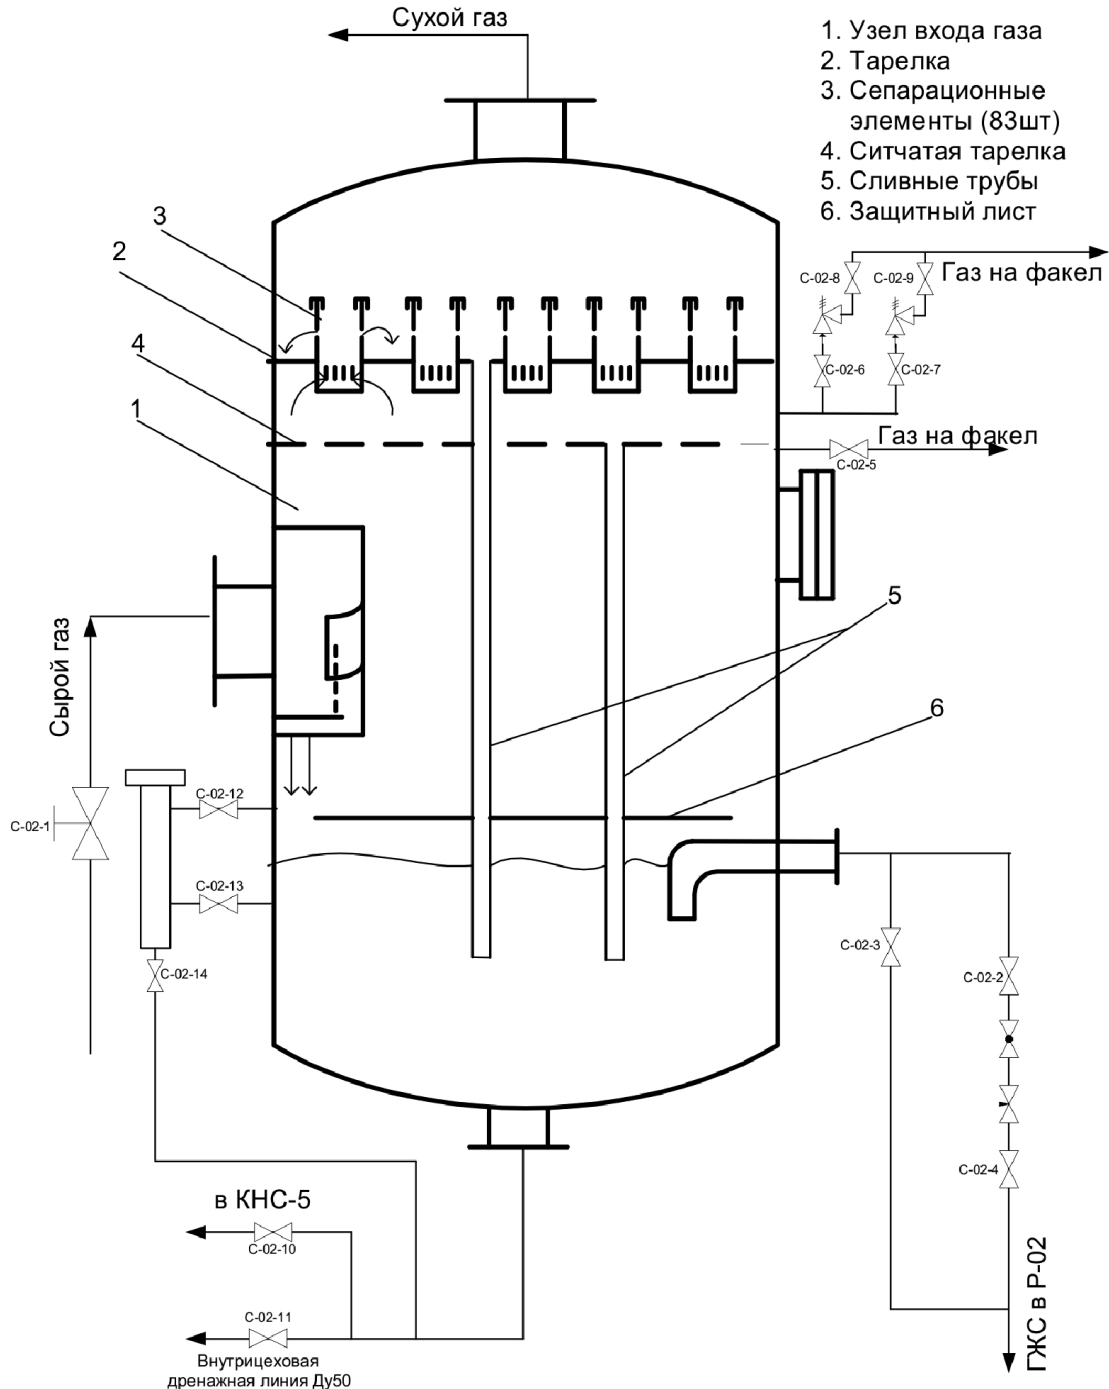 Сухой газ
1. Узел входа газа
2. Тарелка
3. Сепарационные
элементы (83шт)
4. Ситчатая тарелка
5. Сливные трубы
6. Защитный лист
3
2
4
1
С-02-8
С-02-9
Газ на факел
С-02-6
С-02-7
Газ на факел
С-02-5
5
6
Сырой газ
С-02-12
С-02-1
С-02-13
С-02-14
С-02-3
С-02-2
С-02-4
в КНС-5
С-02-10
С-02-11
Внутрицеховая
дренажная линия Ду50
ГЖС в Р-02